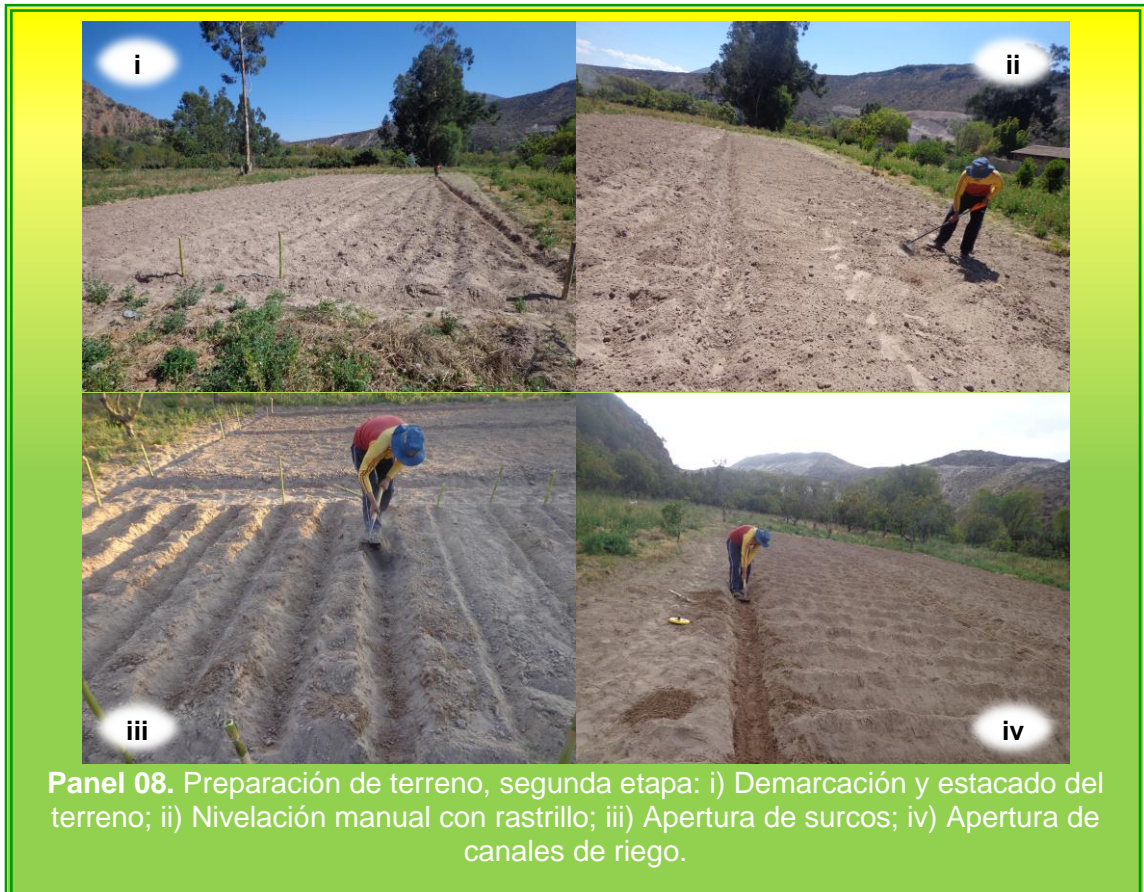 i
ii
iii
iv
Panel 08. Preparación de terreno, segunda etapa: i) Demarcación y estacado del
terreno; ii) Nivelación manual con rastrillo; iii) Apertura de surcos; iv) Apertura de
canales de riego.